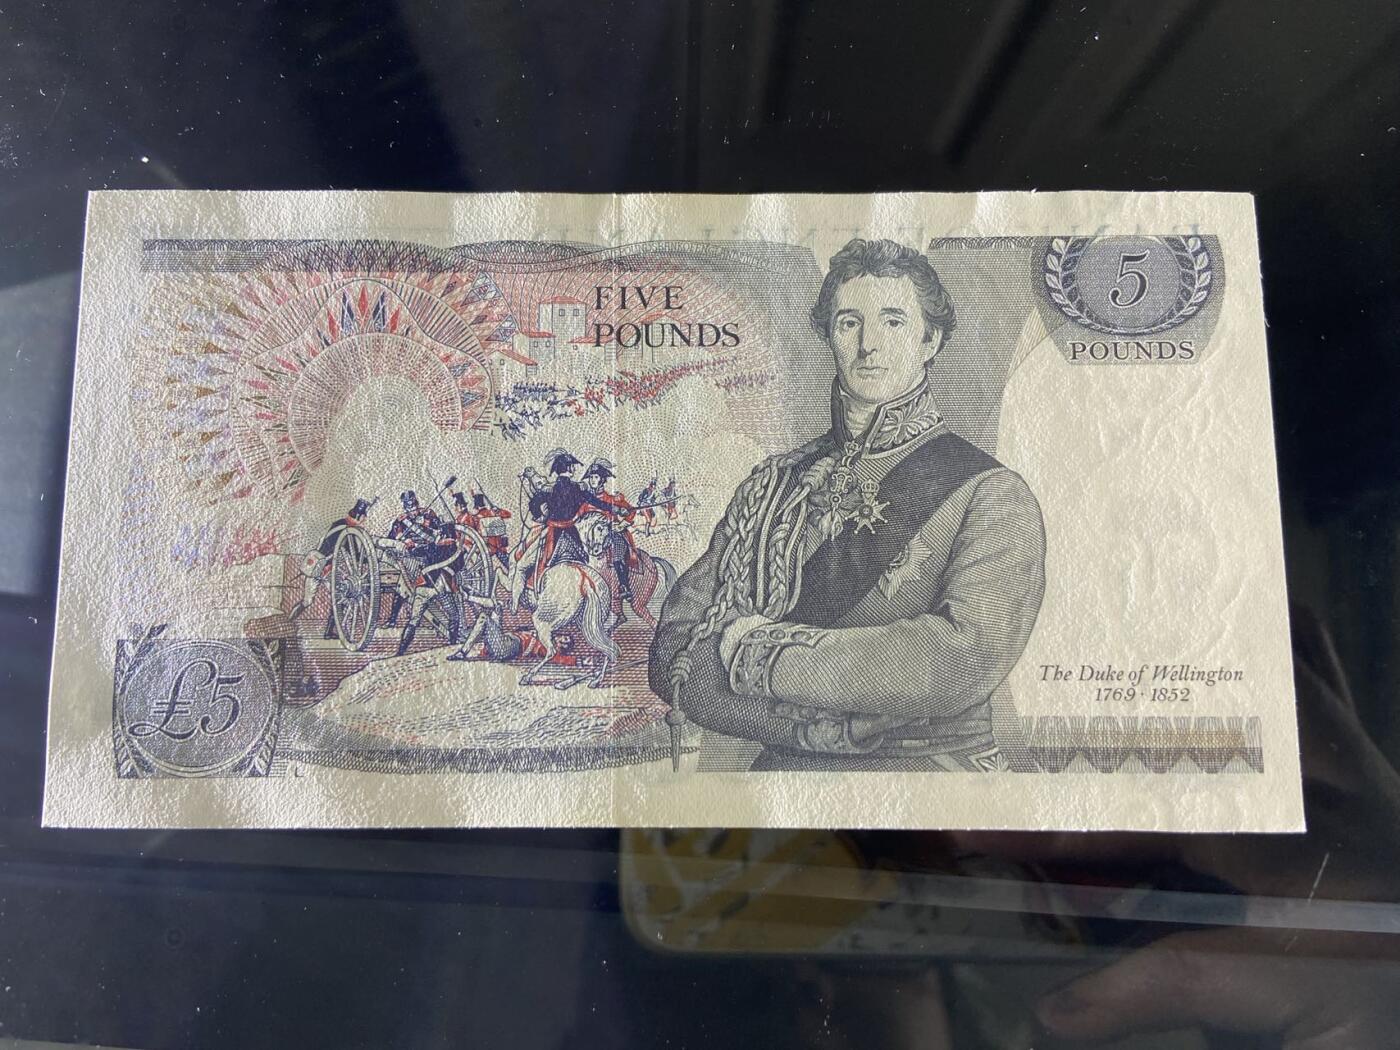 FIVE
POUNDS
5
POUNDS
£5
The Duke of Wellington
1769 · 1852
L